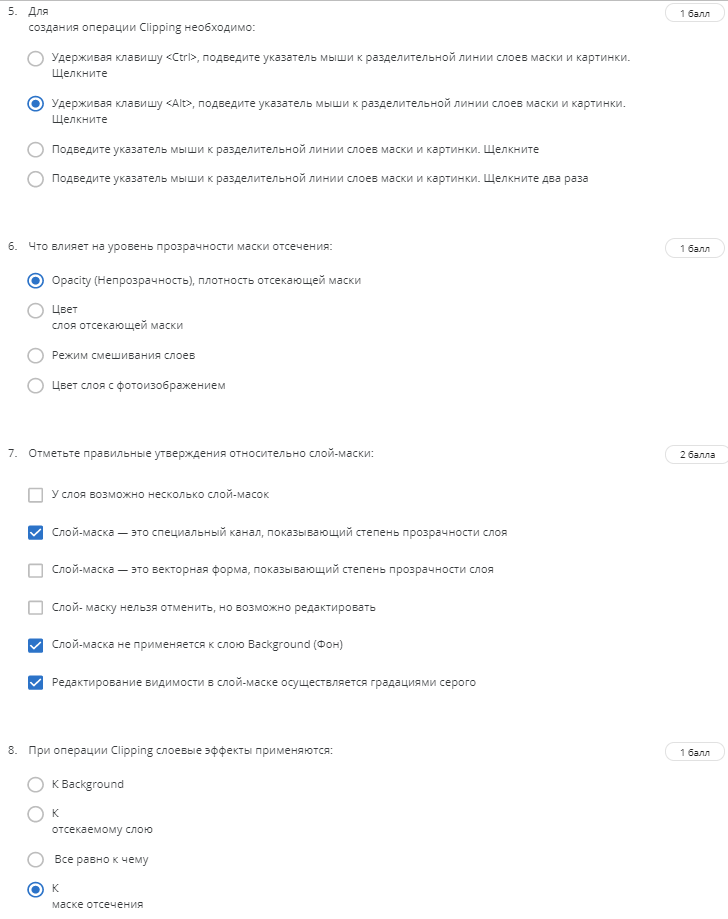 5. Для
1 балл
создания операции Clipping необходимо:
Удерживая клавишу <Ctrl>, подведите указатель мыши к разделительной линии слоев маски и картинки.
Щелкните
Удерживая клавишу <Alt>, подведите указатель мыши к разделительной линии слоев маски и картинки.
Щелкните
Подведите указатель мыши к разделительной линии слоев маски и картинки. Щелкните
Подведите указатель мыши к разделительной линии слоев маски и картинки. Щелкните два раза
6. Что влияет на уровень прозрачности маски отсечения:
1 балл
Opacity (Непрозрачность), плотность отсекающей маски
Цвет
слоя отсекающей маски
Режим смешивания слоев
Цвет слоя с фотоизображением
7. Отметьте правильные утверждения относительно слой-маски:
2 балла
У слоя возможно несколько слой-масок
Слой-маска — это специальный канал, показывающий степень прозрачности слоя
Слой-маска — это векторная форма, показывающий степень прозрачности слоя
Слой- маску нельзя отменить, но возможно редактировать
Слой-маска не применяется к слою Background (Фон)
Редактирование видимости в слой-маске осуществляется градациями серого
8. При операции Clipping слоевые эффекты применяются:
1 балл
К Background
К
отсекаемому слою
Все равно к чему
К
маске отсечения